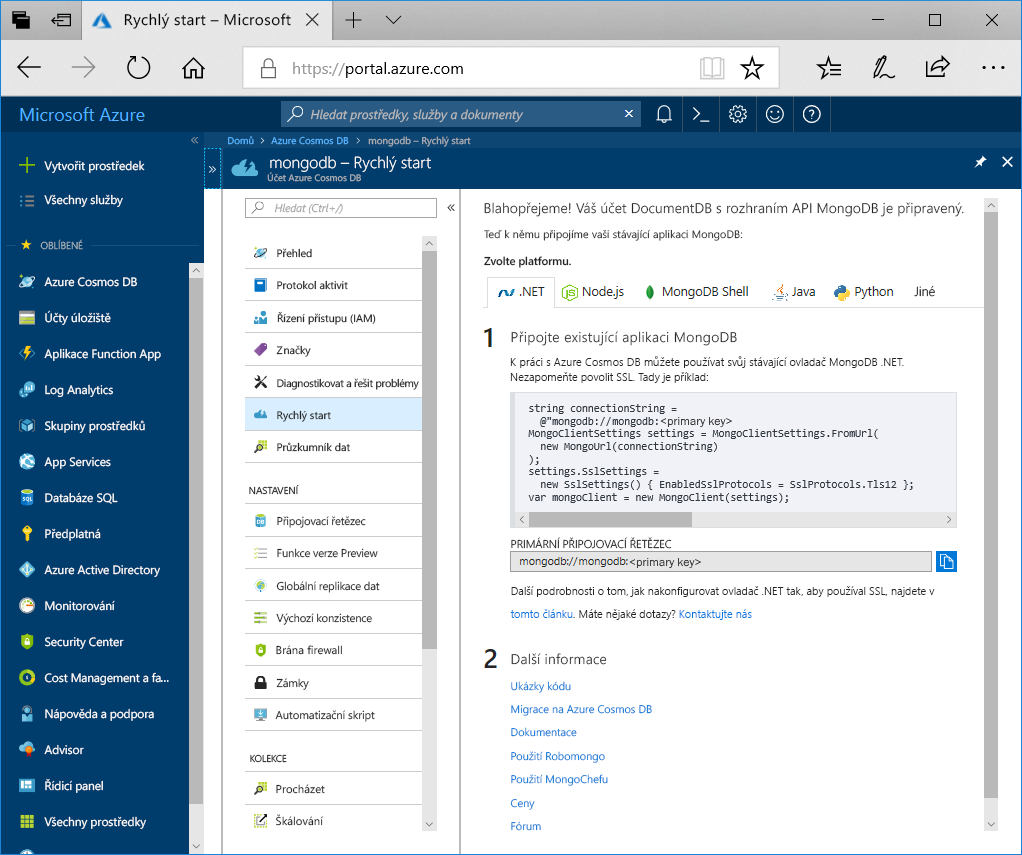 Rychlý start – Microsoft
https://portal.azure.com
Microsoft Azure
Hledat prostředky, služby a dokumenty
Domů > Azure Cosmos DB > mongodb – Rychlý start
mongodb – Rychlý start
Účet Azure Cosmos DB
Vytvořit prostředek
Všechny služby
OBLÍBENÉ
Azure Cosmos DB
Účty úložiště
Aplikace Function App
Log Analytics
Skupiny prostředků
App Services
Databáze SQL
Předplatná
Azure Active Directory
Monitorování
Security Center
Cost Management a fa...
Nápověda a podpora
Advisor
Řídicí panel
Všechny prostředky
Hledat (Ctrl+/)
Přehled
Protokol aktivit
Řízení přístupu (IAM)
Značky
Diagnostikovat a řešit problémy
Rychlý start
Průzkumník dat
NASTAVENÍ
Připojovací řetězec
Funkce verze Preview
Globální replikace dat
Výchozí konzistence
Brána firewall
Zámky
Automatizační skript
KOLEKCE
Procházet
Škálování
Blahopřejeme! Váš účet DocumentDB s rozhraním API MongoDB je připravený.
Teď k němu připojíme vaši stávající aplikaci MongoDB:
Zvolte platformu.
.NET Node.js MongoDB Shell Java Python Jiné
1 Připojte existující aplikaci MongoDB
K práci s Azure Cosmos DB můžete používat svůj stávající ovladač MongoDB .NET.
Nezapomeňte povolit SSL. Tady je příklad:
string connectionString =
@"mongodb://mongodb:<primary key>
MongoClientSettings settings = MongoClientSettings.FromUrl(
new MongoUrl(connectionString)
);
settings.SslSettings =
new SslSettings() { EnabledSslProtocols = SslProtocols.Tls12 };
var mongoClient = new MongoClient(settings);
PRIMÁRNÍ PŘIPOJOVACÍ ŘETĚZEC
mongodb://mongodb:<primary key>
Další podrobnosti o tom, jak nakonfigurovat ovladač .NET tak, aby používal SSL, najdete v
tomto článku. Máte nějaké dotazy? Kontaktujte nás
2 Další informace
Ukázky kódu
Migrace na Azure Cosmos DB
Dokumentace
Použití Robomongo
Použití MongoChefu
Ceny
Fórum